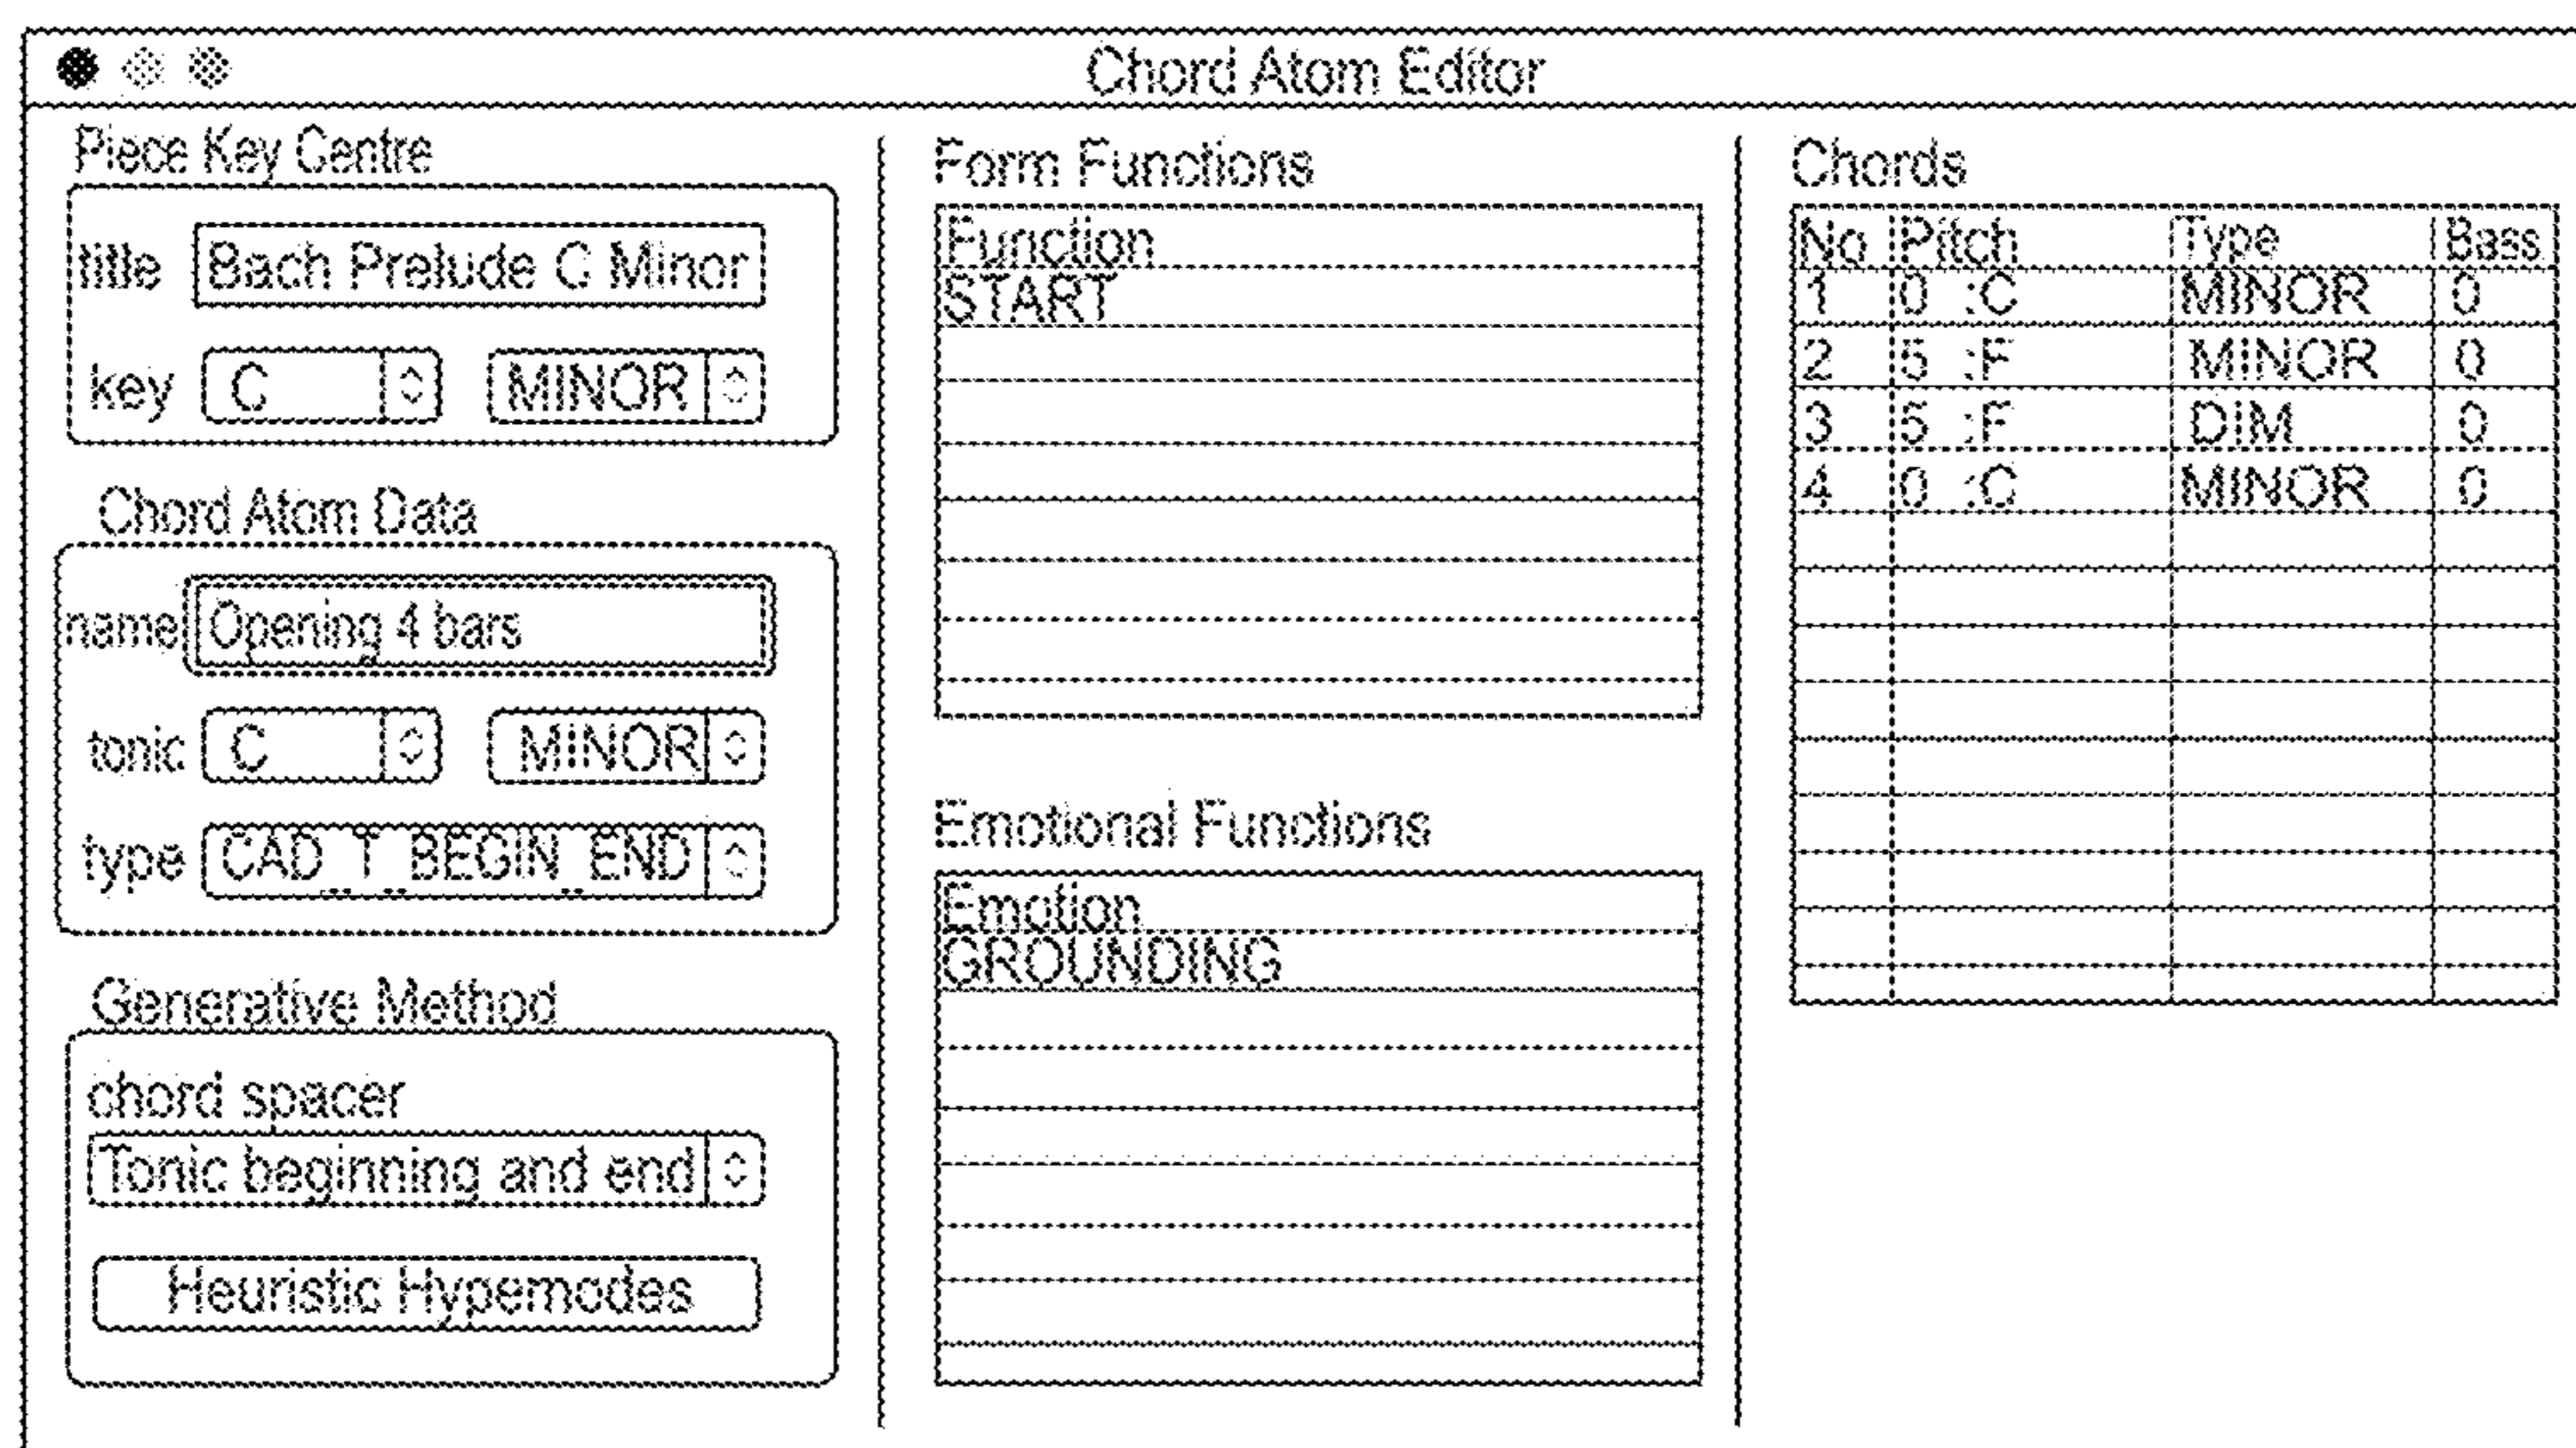 Chord Atom Editor
Piece Key Centre
title Bach Prelude C Minor
key C MINOR
Chord Atom Data
name Opening 4 bars
tonic C MINOR
type CAD_T_BEGIN_END
Generative Method
chord spacer
Tonic beginning and end
Heuristic Hypemodes
Form Functions
Function
START
Emotional Functions
Emotion
GROUNDING
Chords
No Pitch Type Bass
1 0 :C MINOR 0
2 5 :F MINOR 0
3 5 :F DIM 0
4 0 :C MINOR 0